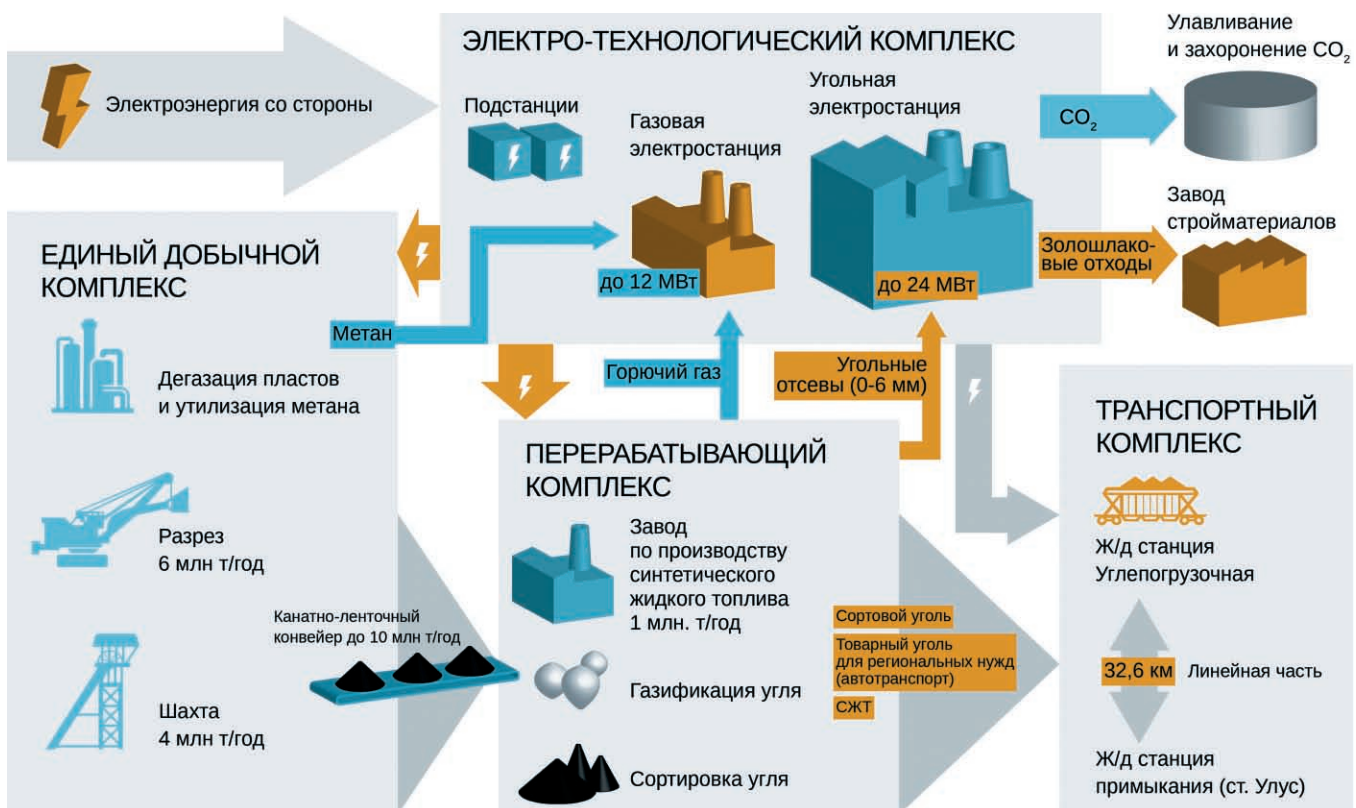 ЭЛЕКТРО-ТЕХНОЛОГИЧЕСКИЙ КОМПЛЕКС
Улавливание
и захоронение CO₂
Электроэнергия со стороны
Подстанции
Газовая
электростанция
до 12 МВт
Угольная
электростанция
до 24 МВт
CO₂
Завод
стройматериалов
Золошлако-
вые отходы
ЕДИНЫЙ ДОБЫЧНОЙ
КОМПЛЕКС
Метан
Дегазация пластов
и утилизация метана
Разрез
6 млн т/год
Шахта
4 млн т/год
Канатно-ленточный
конвейер до 10 млн т/год
Горючий газ
Угольные
отсевы (0-6 мм)
ПЕРЕРАБАТЫВАЮЩИЙ
КОМПЛЕКС
Завод
по производству
синтетического
жидкого топлива
1 млн. т/год
Газификация угля
Сортировка угля
Сортовой уголь
Товарный уголь
для региональных нужд
(автотранспорт)
СЖТ
ТРАНСПОРТНЫЙ
КОМПЛЕКС
Ж/д станция
Углепогрузочная
32,6 км
Линейная часть
Ж/д станция
примыкания (ст. Улус)